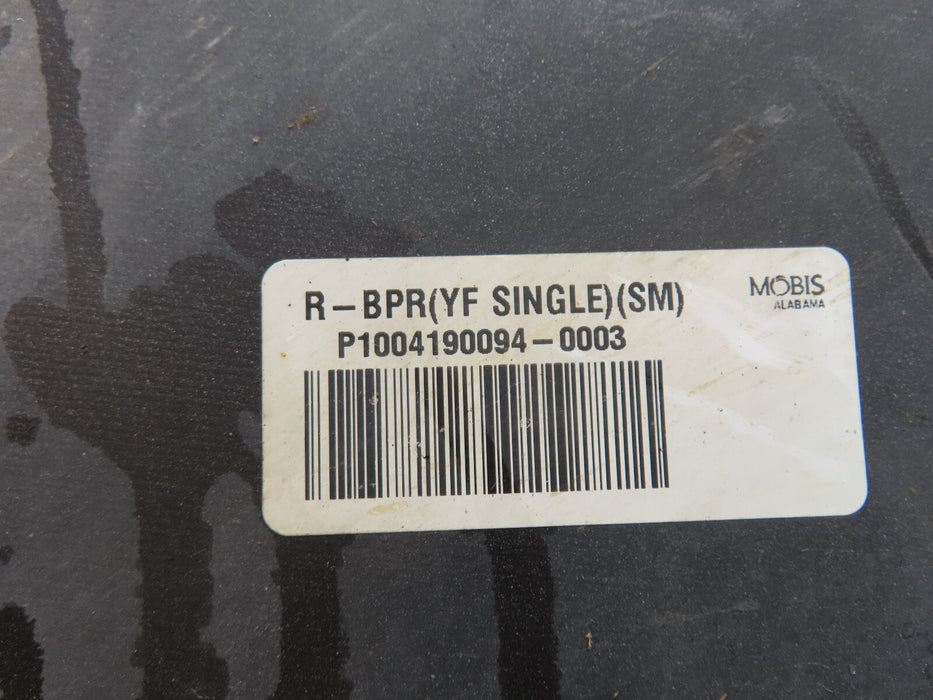 R-BPR(YF SINGLE)(SM)
MOBIS
ALABAMA
P1004190094-0003